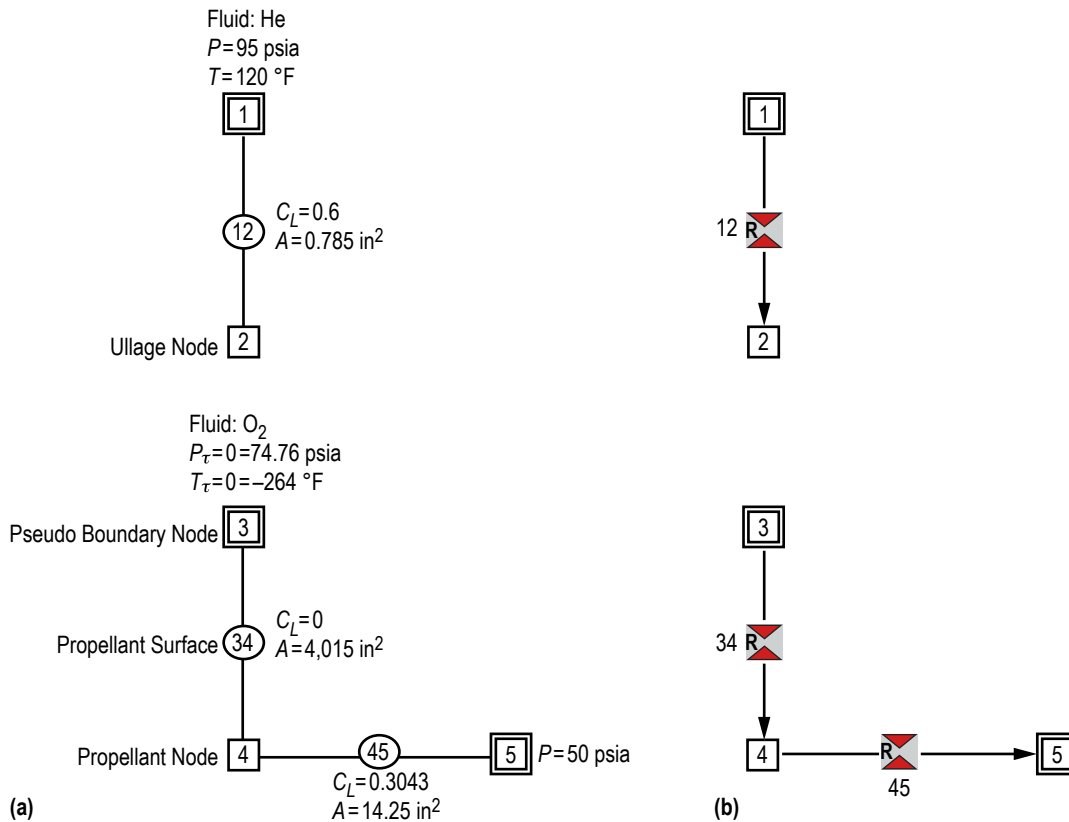 Fluid: He
P=95 psia
T=120 °F
1
12
C_L=0.6
A=0.785 in²
Ullage Node
2
Fluid: O₂
P_τ=0=74.76 psia
T_τ=0=–264 °F
Pseudo Boundary Node
3
Propellant Surface
34
C_L=0
A=4,015 in²
Propellant Node
4
45
C_L=0.3043
A=14.25 in²
5
P=50 psia
(a)
1
12
R
2
3
34
R
4
R
45
5
(b)